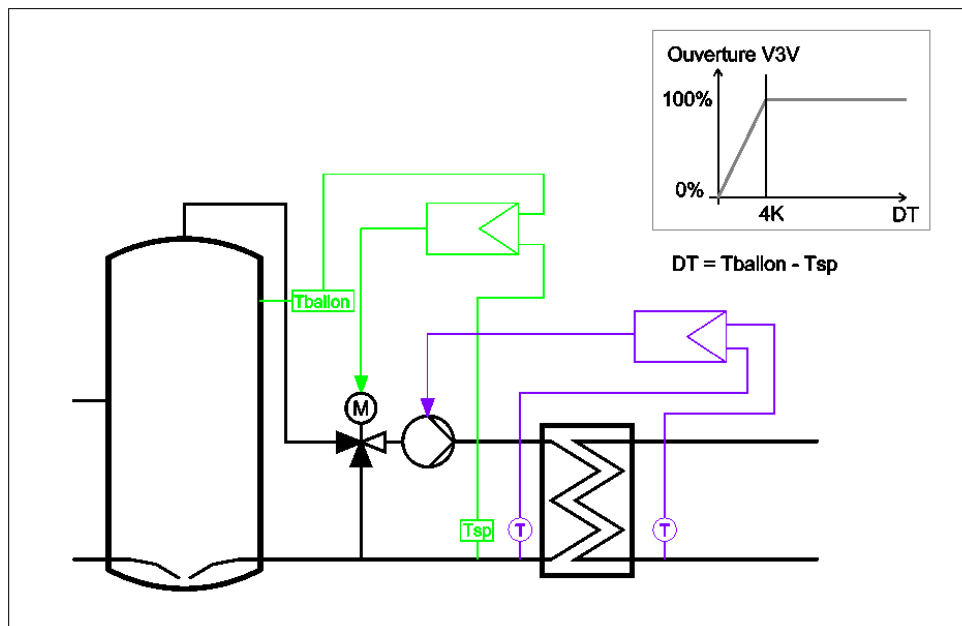 Ouverture V3V
100%
0%
4K
DT
DT = Tballon - Tsp
Tballon
M
Tsp
T
T